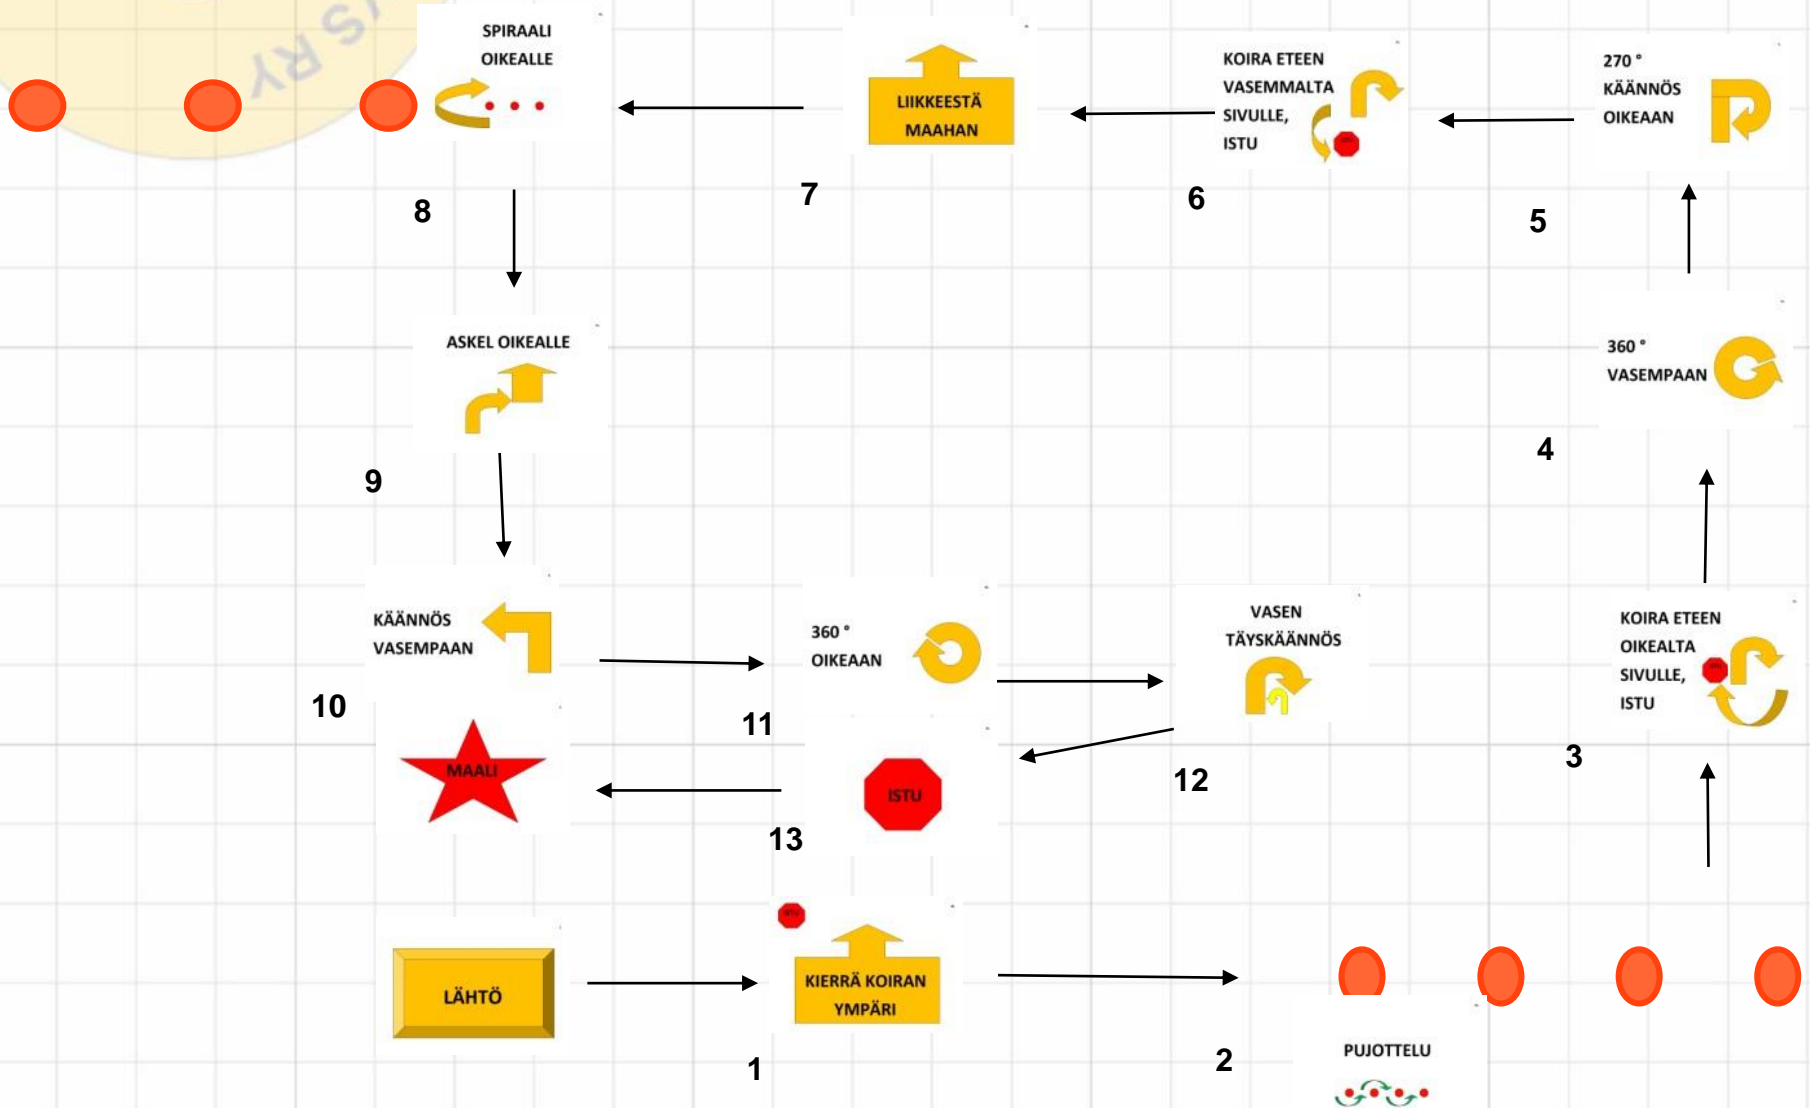 S RY
SPIRAALI
OIKEALLE
8
LIIKKEESTÄ
MAAHAN
7
KOIRA ETEEN
VASEMMALTA
SIVULLE,
ISTU
6
270 °
KÄÄNNÖS
OIKEAAN
5
ASKEL OIKEALLE
9
360 °
VASEMPAAN
4
KÄÄNNÖS
VASEMPAAN
10
360 °
OIKEAAN
11
VASEN
TÄYSKÄÄNNÖS
12
KOIRA ETEEN
OIKEALTA
SIVULLE,
ISTU
3
MAALI
ISTU
13
LÄHTÖ
KIERRÄ KOIRAN
YMPÄRI
1
2
PUJOTTELU